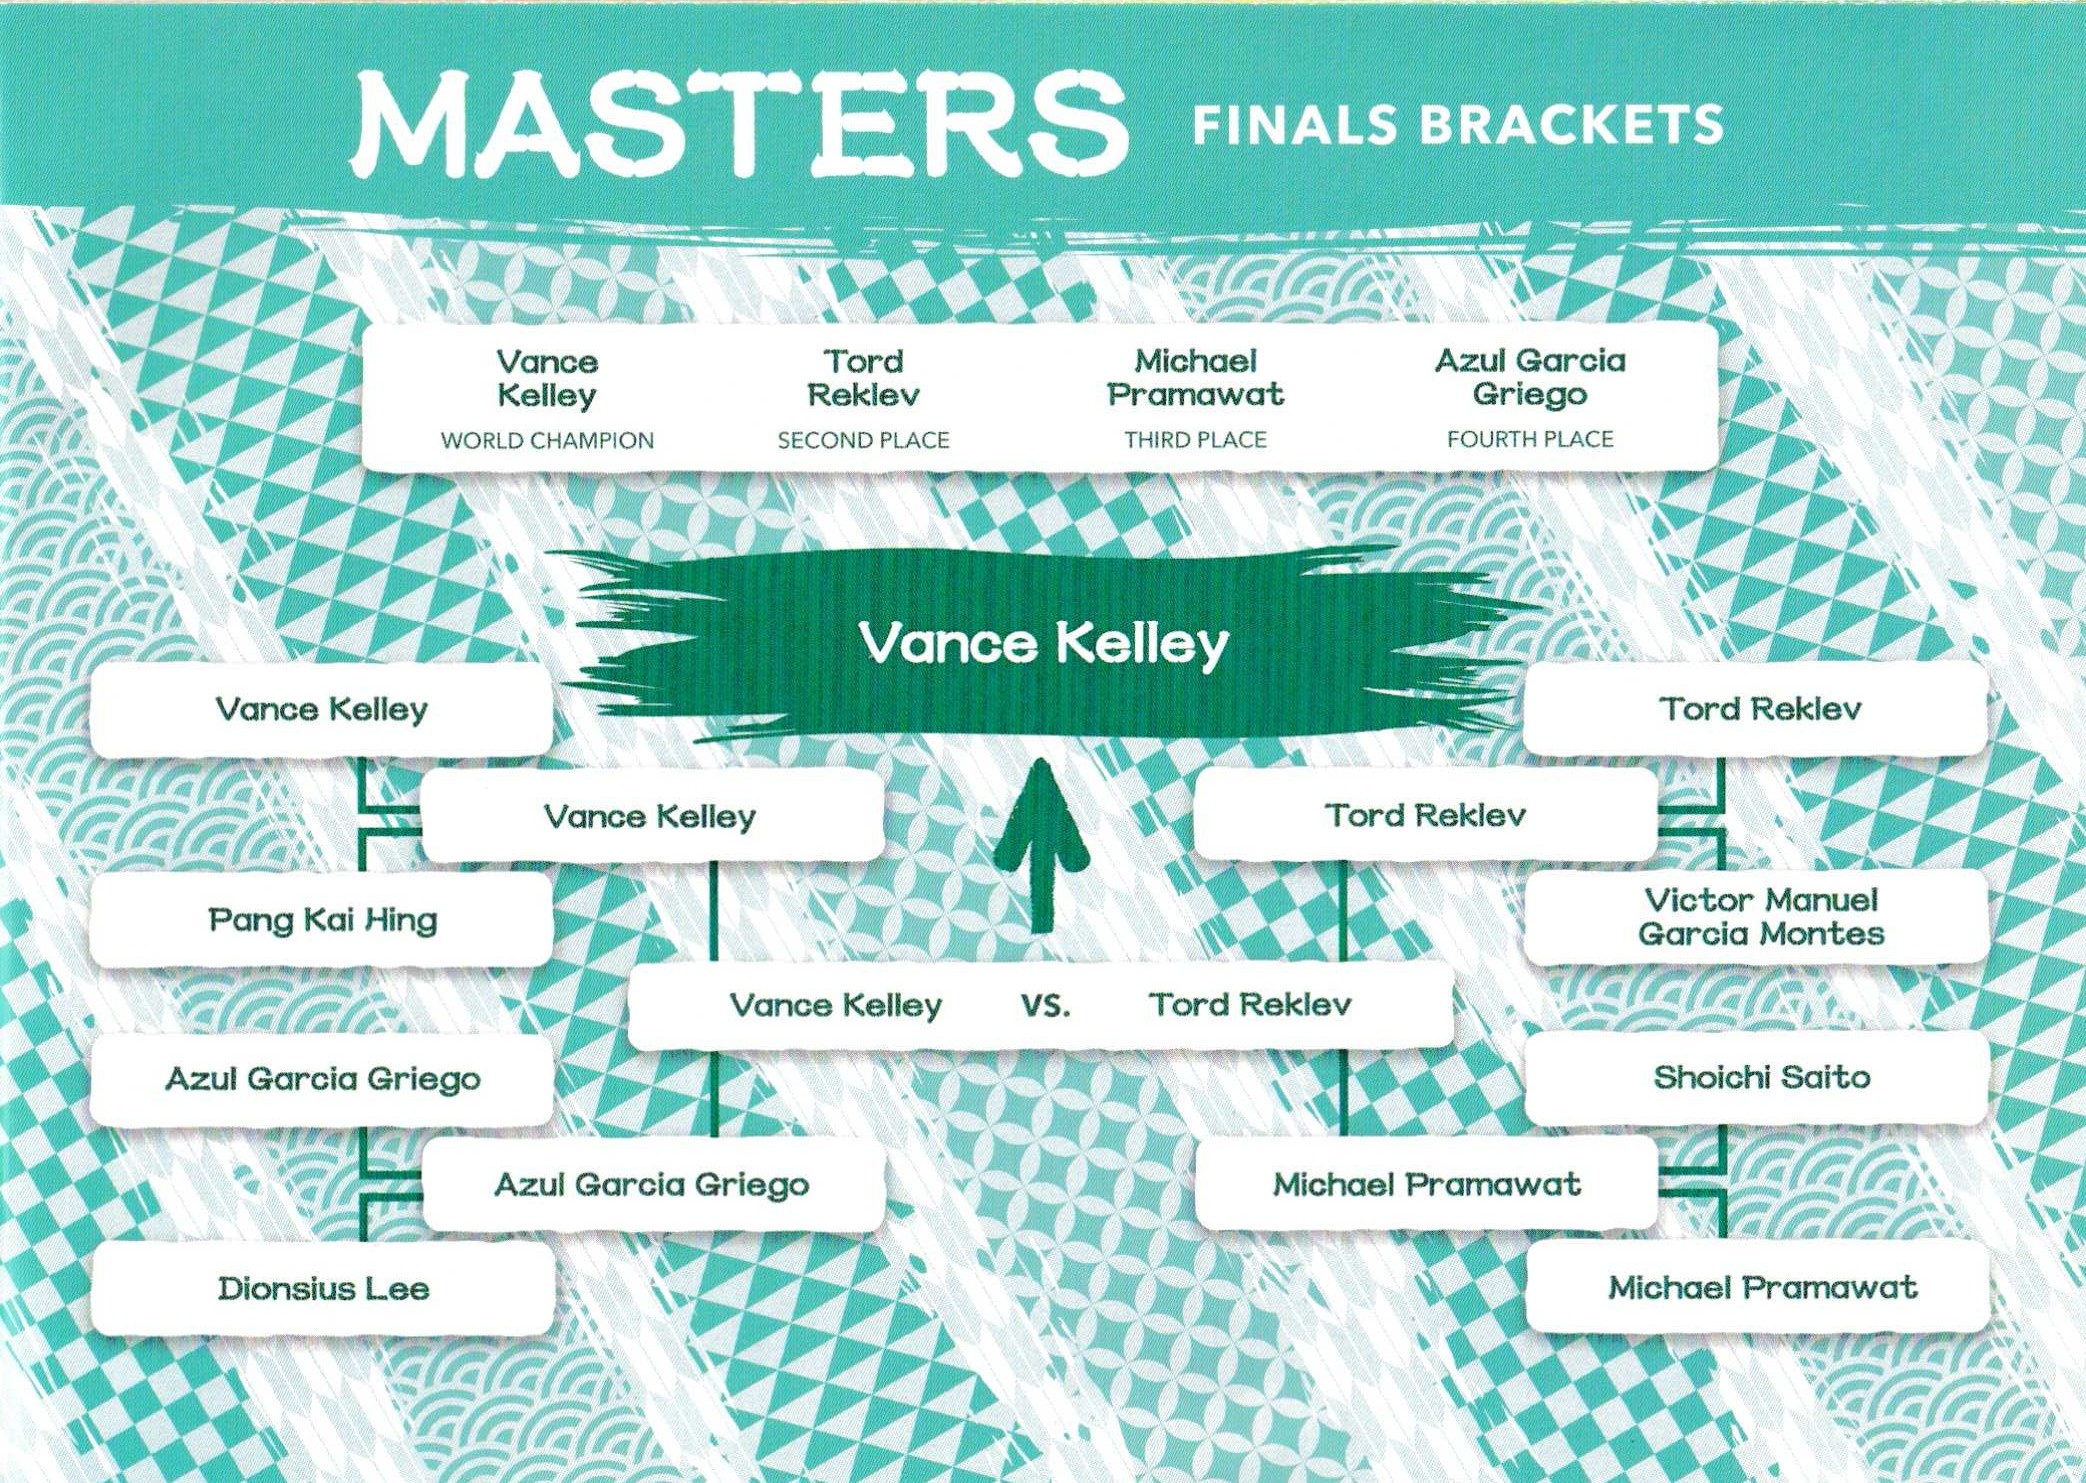 MASTERS FINALS BRACKETS
Vance
Kelley
WORLD CHAMPION
Tord
Reklev
SECOND PLACE
Michael
Pramawat
THIRD PLACE
Azul Garcia
Griego
FOURTH PLACE
Vance Kelley
Vance Kelley
Vance Kelley
Pang Kai Hing
Azul Garcia Griego
Azul Garcia Griego
Dionsius Lee
Vance Kelley VS. Tord Reklev
Tord Reklev
Tord Reklev
Victor Manuel
Garcia Montes
Shoichi Saito
Michael Pramawat
Michael Pramawat